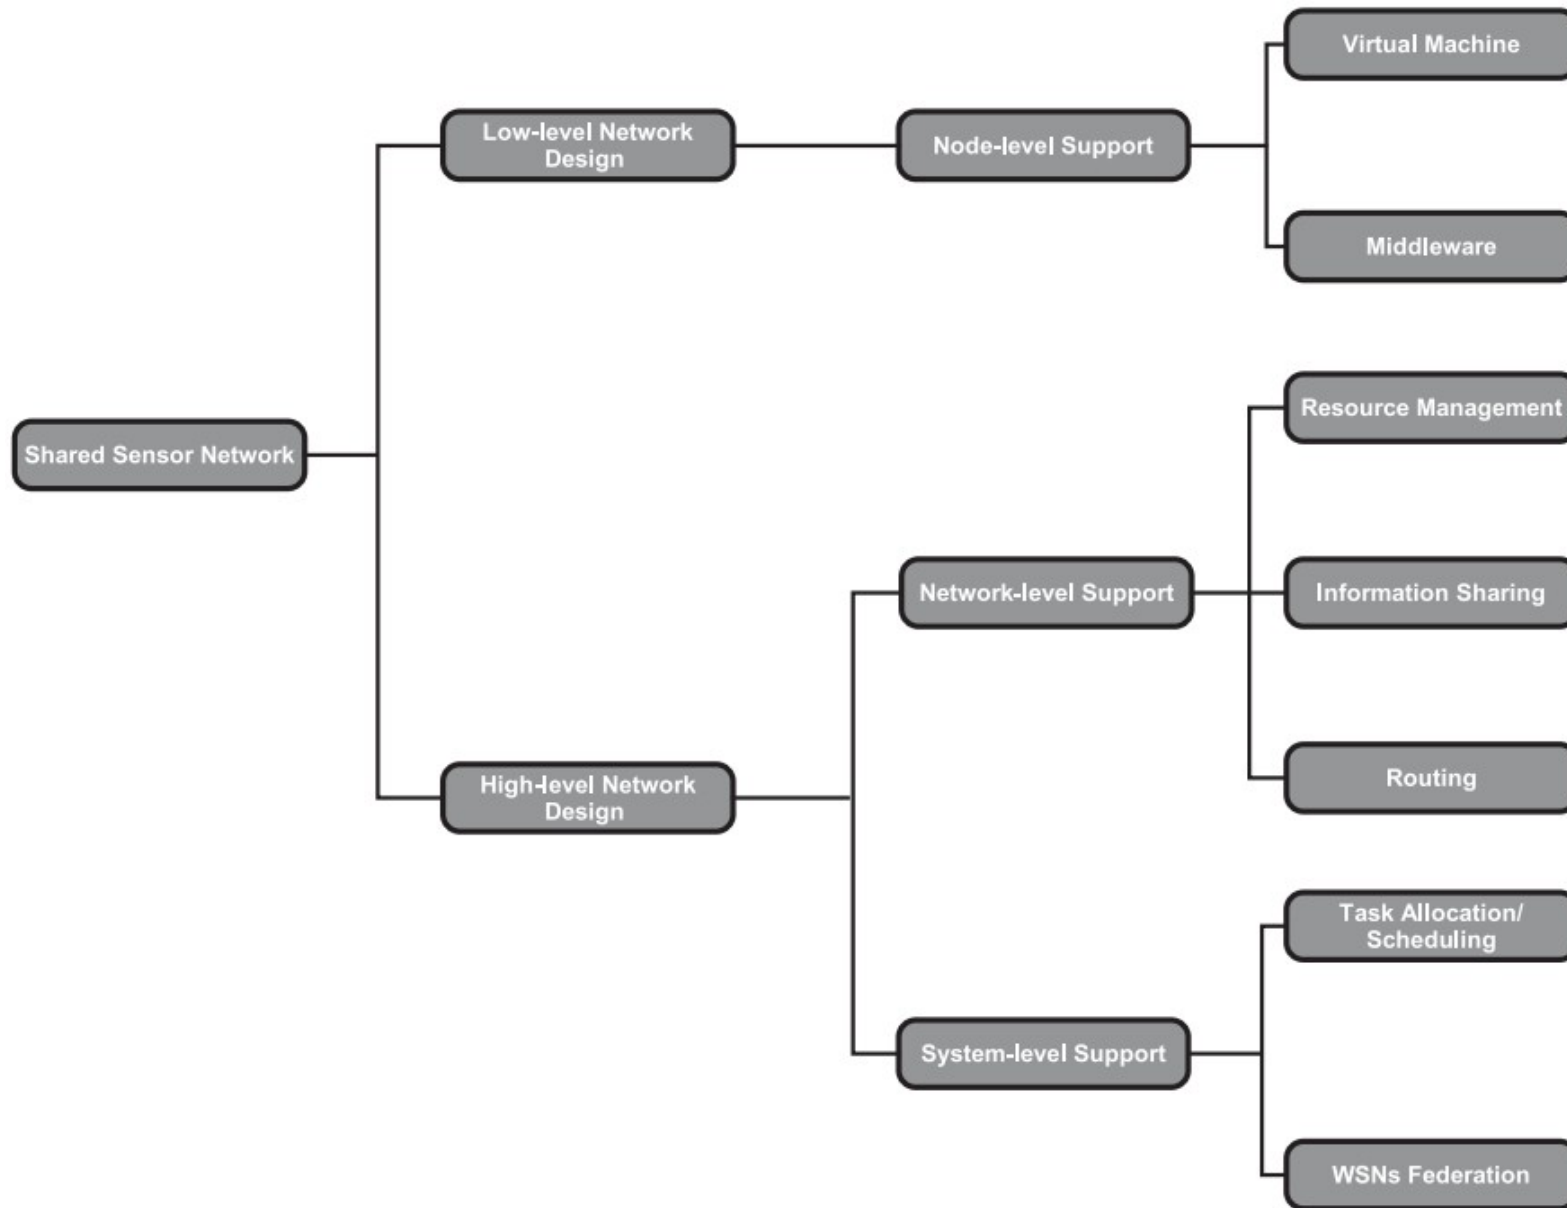 Virtual Machine
Low-level Network
Design
Node-level Support
Middleware
Resource Management
Shared Sensor Network
Network-level Support
Information Sharing
High-level Network
Design
Routing
Task Allocation/
Scheduling
System-level Support
WSNs Federation